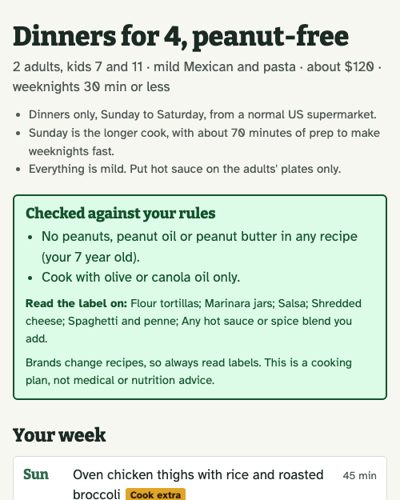 Dinners for 4, peanut-free
2 adults, kids 7 and 11 · mild Mexican and pasta · about $120 ·
weeknights 30 min or less
• Dinners only, Sunday to Saturday, from a normal US supermarket.
• Sunday is the longer cook, with about 70 minutes of prep to make
weeknights fast.
• Everything is mild. Put hot sauce on the adults' plates only.
Checked against your rules
• No peanuts, peanut oil or peanut butter in any recipe
(your 7 year old).
• Cook with olive or canola oil only.
Read the label on: Flour tortillas; Marinara jars; Salsa; Shredded
cheese; Spaghetti and penne; Any hot sauce or spice blend you
add.
Brands change recipes, so always read labels. This is a cooking
plan, not medical or nutrition advice.
Your week
Sun Oven chicken thighs with rice and roasted 45 min
broccoli Cook extra